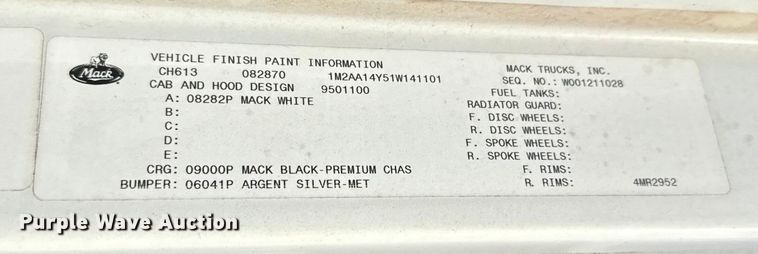 Mack
VEHICLE FINISH PAINT INFORMATION
CH613 082870 1M2AA14Y51W141101
CAB AND HOOD DESIGN 9501100
A: 08282P MACK WHITE
B:
C:
D:
E:
CRG: 09000P MACK BLACK-PREMIUM CHAS
BUMPER: 06041P ARGENT SILVER-MET
MACK TRUCKS, INC.
SEQ. NO.: W001211028
FUEL TANKS:
RADIATOR GUARD:
F. DISC WHEELS:
R. DISC WHEELS:
F. SPOKE WHEELS:
R. SPOKE WHEELS:
F. RIMS:
R. RIMS: 4MR2952
Purple Wave Auction